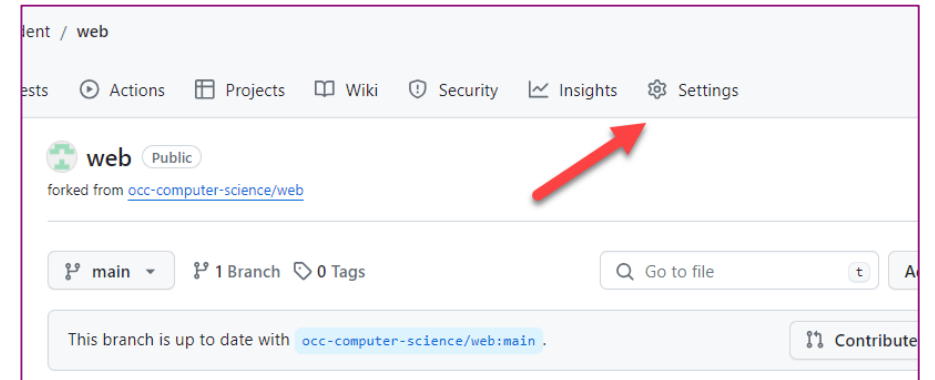 dent / web
ests Actions Projects Wiki Security Insights Settings
web Public
forked from occ-computer-science/web
main 1 Branch 0 Tags Go to file t A
This branch is up to date with occ-computer-science/web:main . Contribute